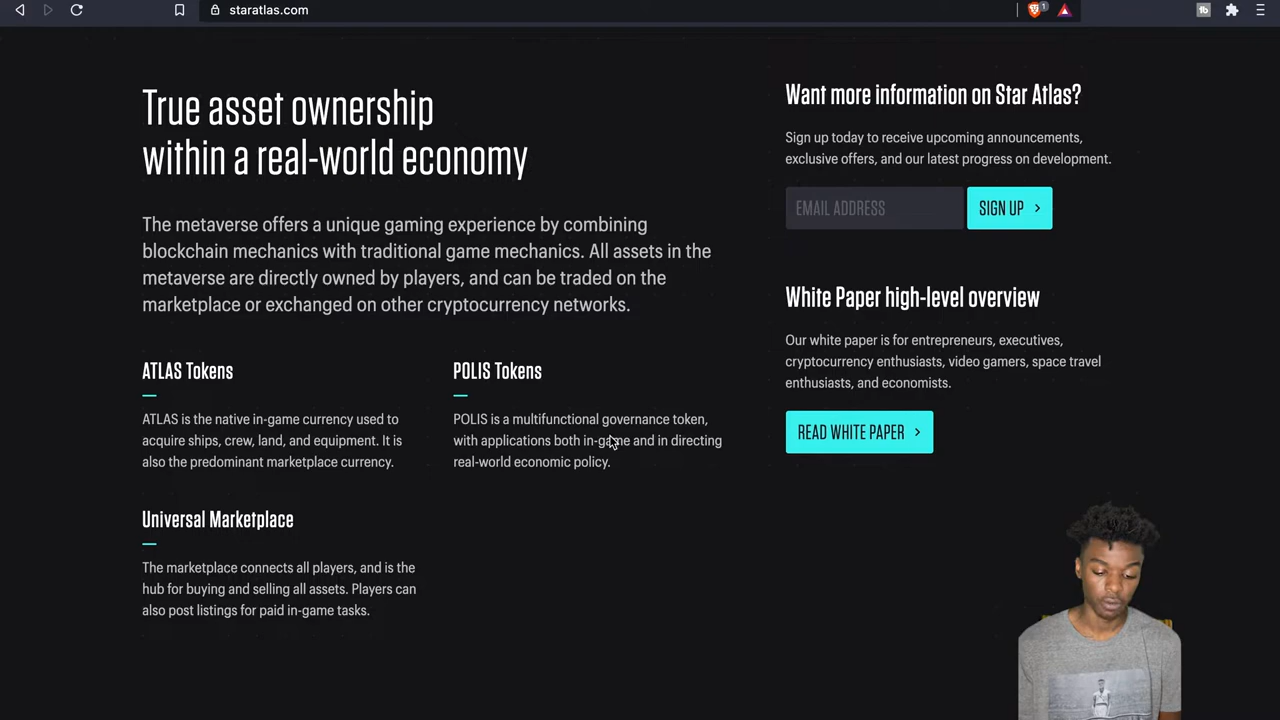 staratlas.com
1
tb
True asset ownership
within a real-world economy
The metaverse offers a unique gaming experience by combining
blockchain mechanics with traditional game mechanics. All assets in the
metaverse are directly owned by players, and can be traded on the
marketplace or exchanged on other cryptocurrency networks.
ATLAS Tokens
ATLAS is the native in-game currency used to
acquire ships, crew, land, and equipment. It is
also the predominant marketplace currency.
POLIS Tokens
POLIS is a multifunctional governance token,
with applications both in-game and in directing
real-world economic policy.
Universal Marketplace
The marketplace connects all players, and is the
hub for buying and selling all assets. Players can
also post listings for paid in-game tasks.
Want more information on Star Atlas?
Sign up today to receive upcoming announcements,
exclusive offers, and our latest progress on development.
EMAIL ADDRESS
SIGN UP
White Paper high-level overview
Our white paper is for entrepreneurs, executives,
cryptocurrency enthusiasts, video gamers, space travel
enthusiasts, and economists.
READ WHITE PAPER